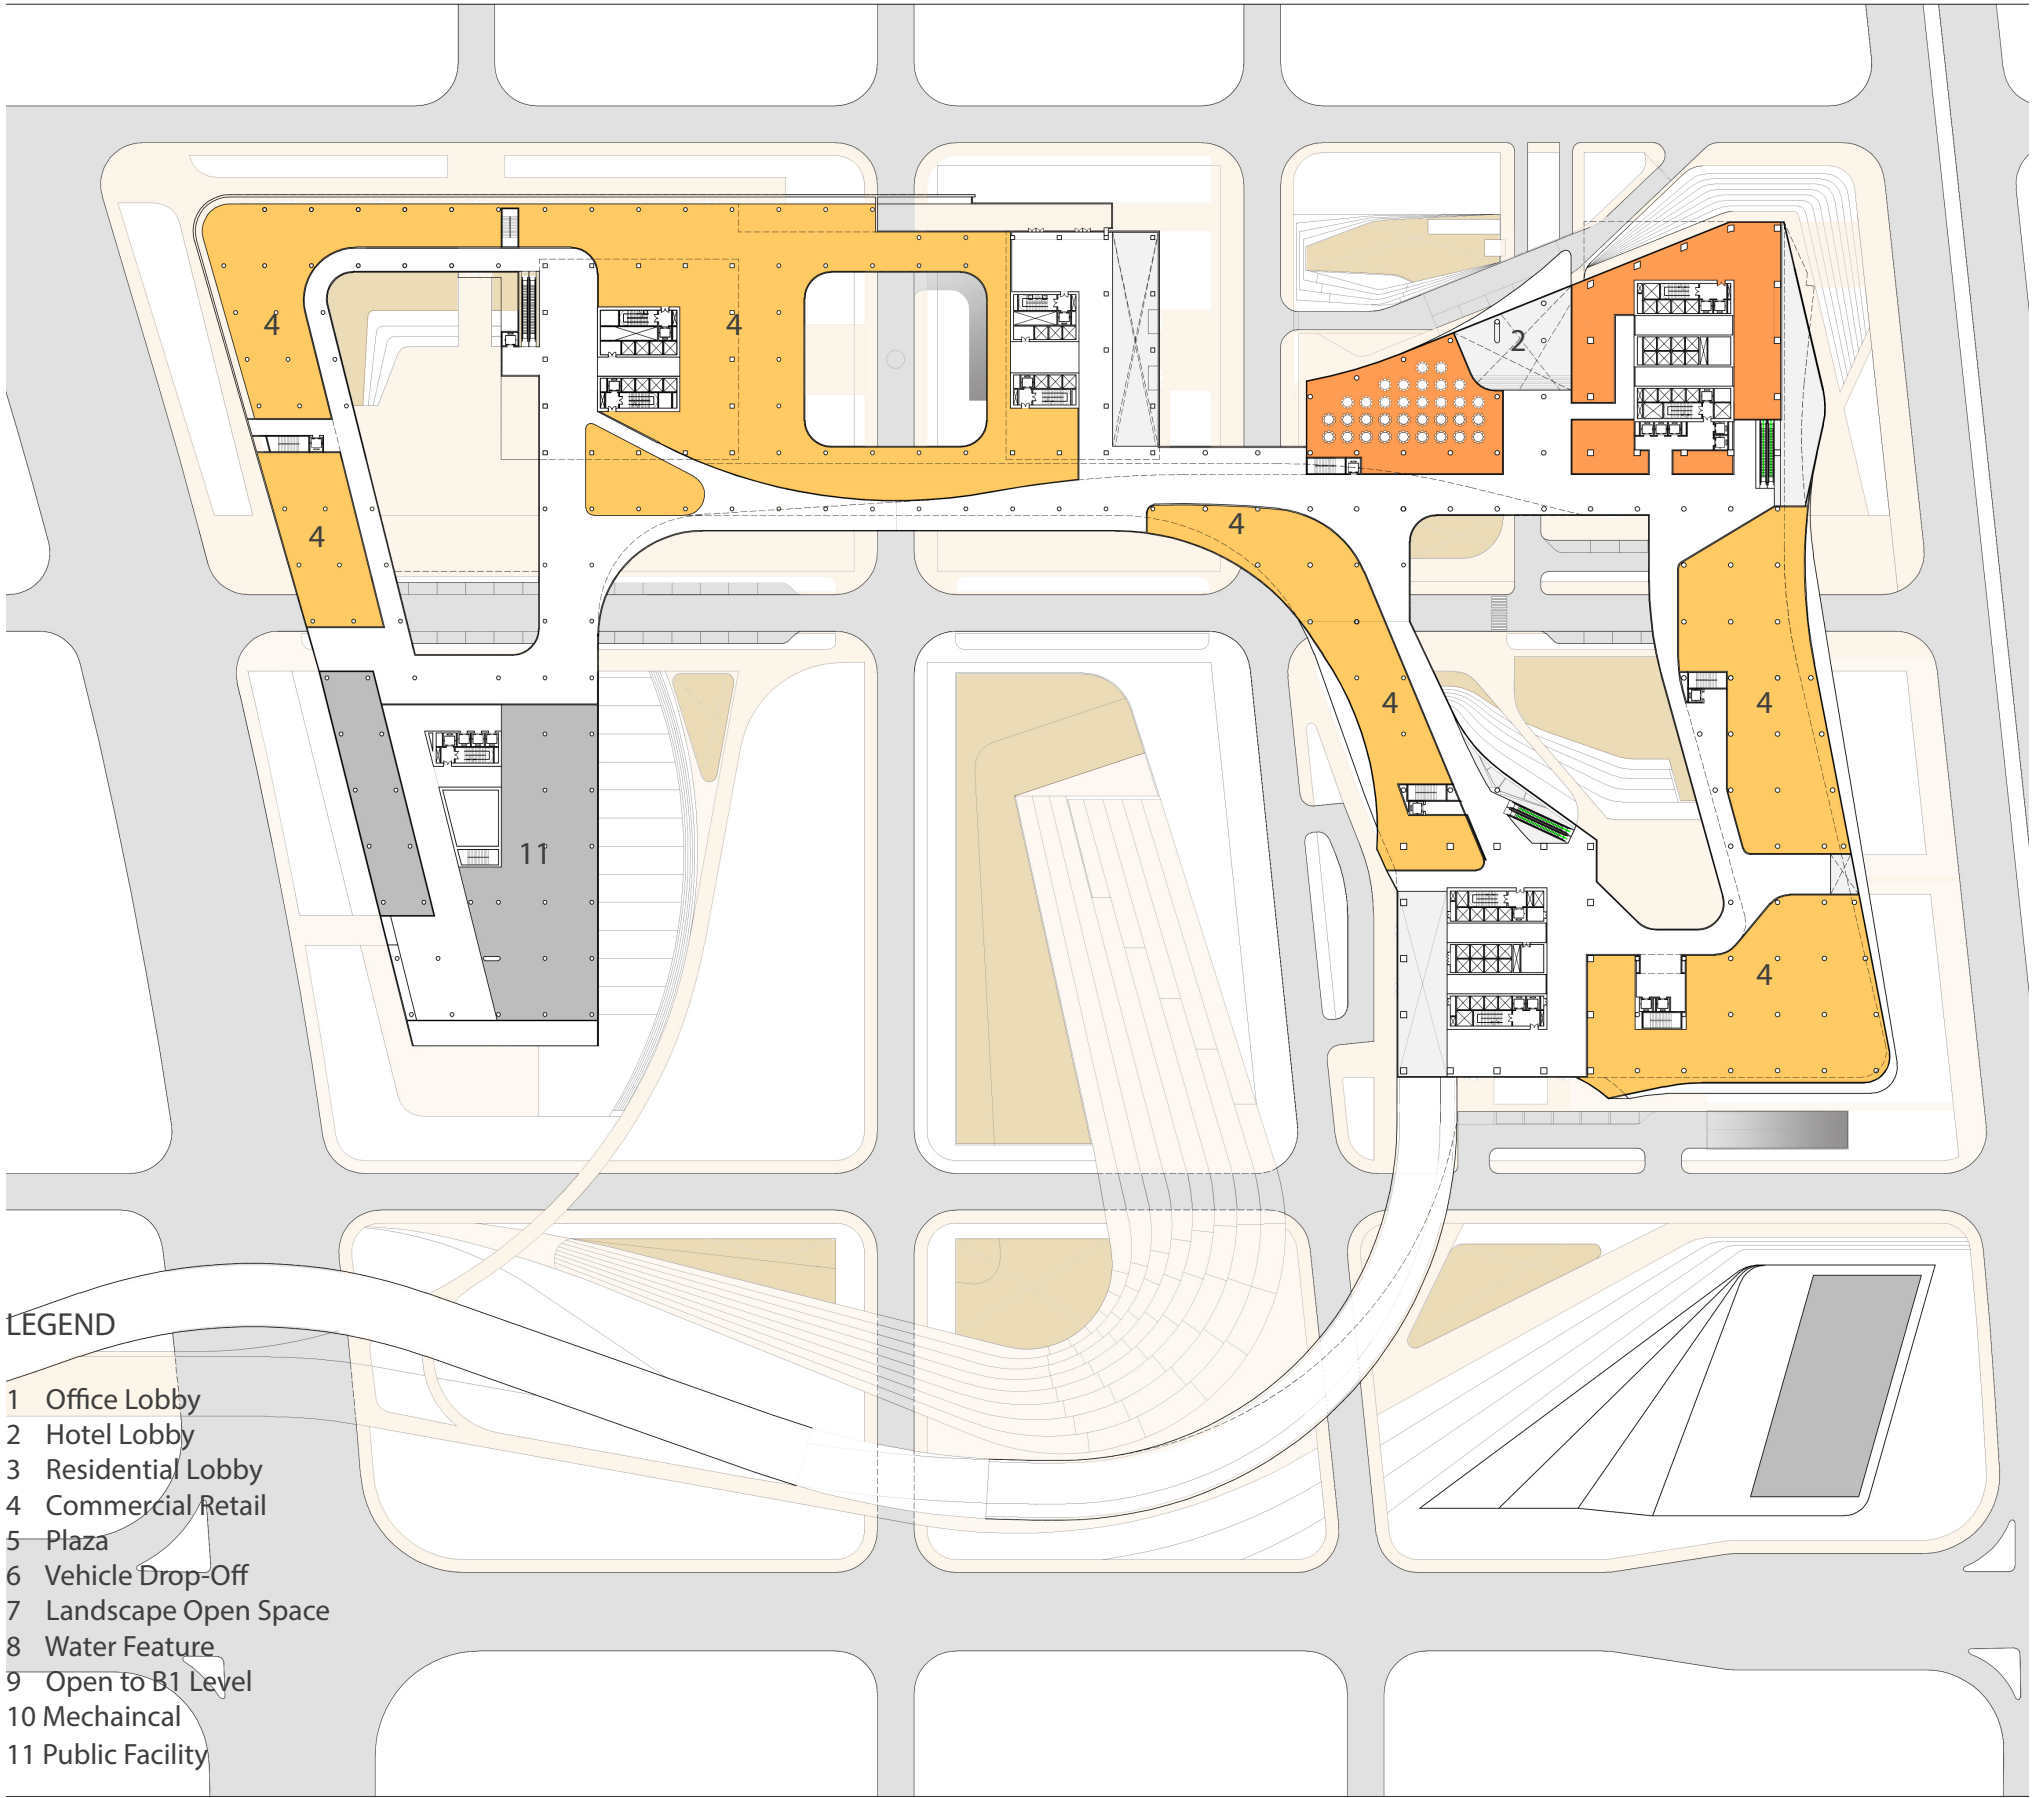 4
4
2
4
4
4
4
11
4
LEGEND
1 Office Lobby
2 Hotel Lobby
3 Residential Lobby
4 Commercial Retail
5 Plaza
6 Vehicle Drop-Off
7 Landscape Open Space
8 Water Feature
9 Open to B1 Level
10 Mechaincal
11 Public Facility